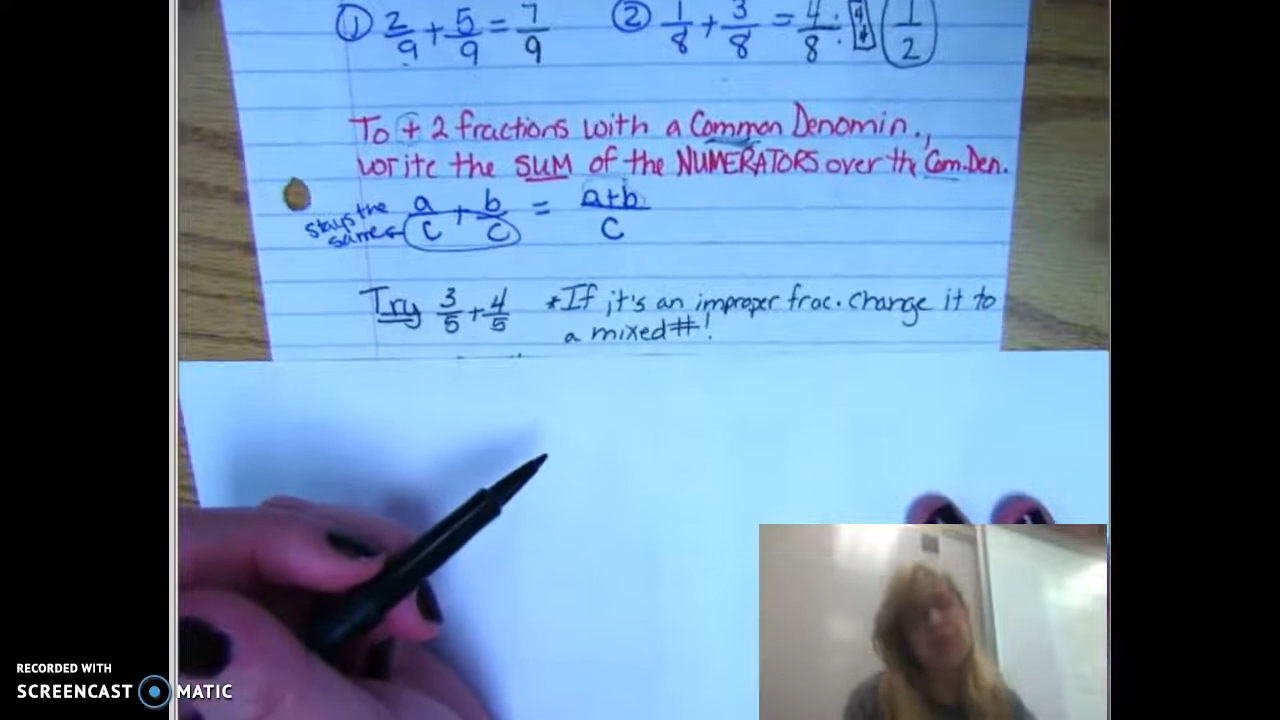 ① 2/9 + 5/9 = 7/9 ② 1/8 + 3/8 = 4/8 ÷ 4/4 1/2
To + 2 fractions with a Common Denomin.,
write the SUM of the NUMERATORS over the Com.Den.
stays the same a/c + b/c = a+b/c
Try 3/5 + 4/5 *If it's an improper frac. change it to
a mixed #!
RECORDED WITH
SCREENCAST MATIC